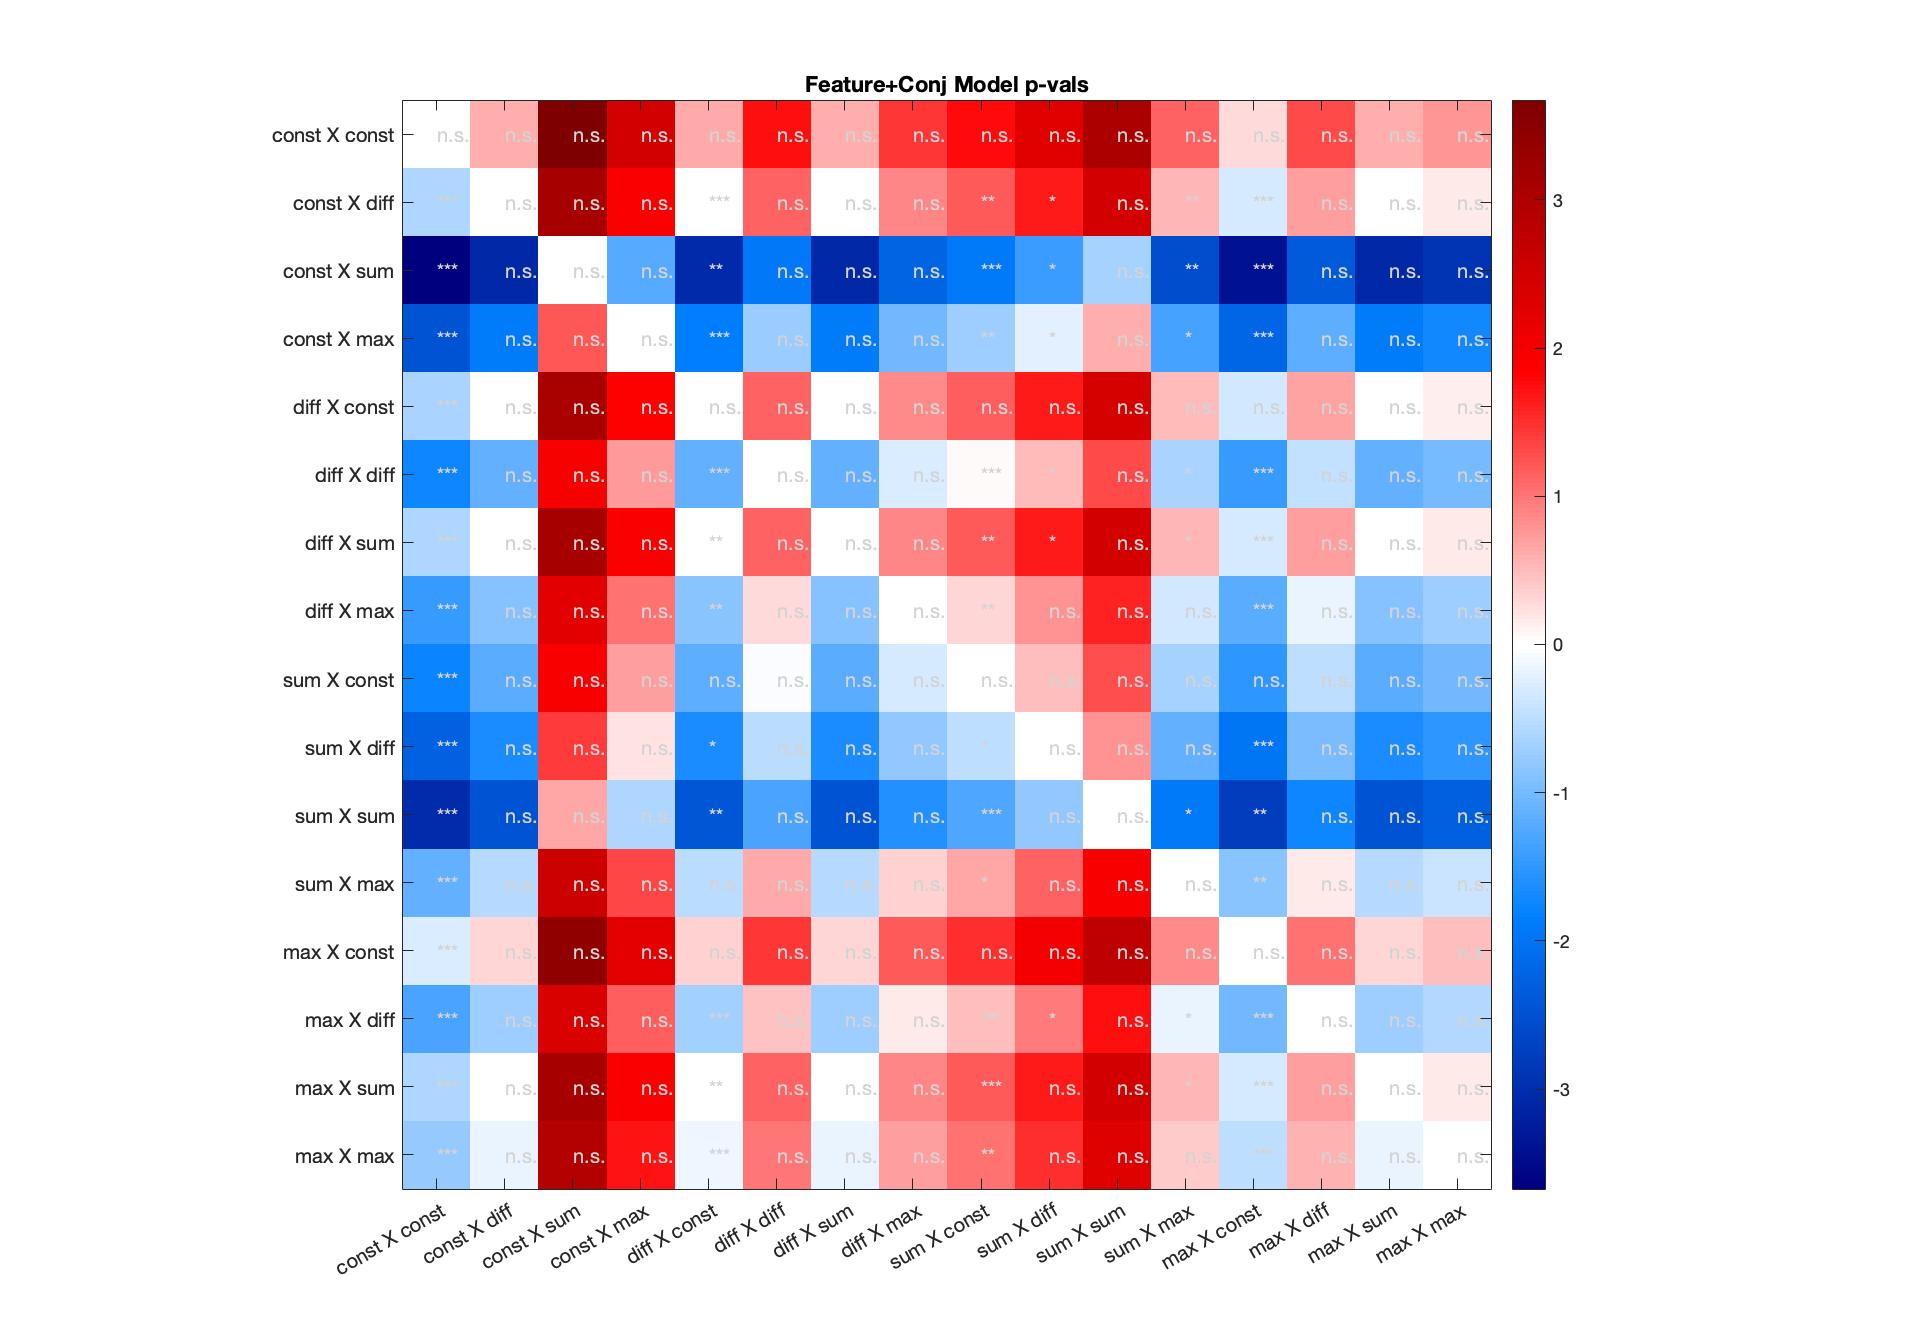 Feature+Conj Model p-vals
const X const n.s. n.s. n.s. n.s. n.s. n.s. n.s. n.s. n.s. n.s. n.s. n.s. n.s. n.s. n.s. n.s.
const X diff *** n.s. n.s. n.s. *** n.s. n.s. n.s. ** * n.s. ** *** n.s. n.s. n.s.
const X sum *** n.s. n.s. n.s. ** n.s. n.s. n.s. *** * n.s. ** *** n.s. n.s. n.s.
const X max *** n.s. n.s. n.s. *** n.s. n.s. n.s. ** * n.s. * *** n.s. n.s. n.s.
diff X const *** n.s. n.s. n.s. n.s. n.s. n.s. n.s. n.s. n.s. n.s. n.s. n.s. n.s. n.s. n.s.
diff X diff *** n.s. n.s. n.s. *** n.s. n.s. n.s. *** * n.s. * *** n.s. n.s. n.s.
diff X sum *** n.s. n.s. n.s. ** n.s. n.s. n.s. ** * n.s. * *** n.s. n.s. n.s.
diff X max *** n.s. n.s. n.s. ** n.s. n.s. n.s. ** n.s. n.s. n.s. *** n.s. n.s. n.s.
sum X const *** n.s. n.s. n.s. n.s. n.s. n.s. n.s. n.s. n.s. n.s. n.s. n.s. n.s. n.s. n.s.
sum X diff *** n.s. n.s. n.s. * n.s. n.s. n.s. * n.s. n.s. n.s. *** n.s. n.s. n.s.
sum X sum *** n.s. n.s. n.s. ** n.s. n.s. n.s. *** n.s. n.s. * ** n.s. n.s. n.s.
sum X max *** n.s. n.s. n.s. n.s. n.s. n.s. n.s. * n.s. n.s. n.s. ** n.s. n.s. n.s.
max X const *** n.s. n.s. n.s. n.s. n.s. n.s. n.s. n.s. n.s. n.s. n.s. n.s. n.s. n.s. n.s.
max X diff *** n.s. n.s. n.s. *** n.s. n.s. n.s. *** * n.s. * *** n.s. n.s. n.s.
max X sum *** n.s. n.s. n.s. ** n.s. n.s. n.s. *** n.s. n.s. * *** n.s. n.s. n.s.
max X max *** n.s. n.s. n.s. *** n.s. n.s. n.s. ** n.s. n.s. n.s. *** n.s. n.s. n.s.
const X const
const X diff
const X sum
const X max
diff X const
diff X diff
diff X sum
diff X max
sum X const
sum X diff
sum X sum
sum X max
max X const
max X diff
max X sum
max X max
3
2
1
0
-1
-2
-3